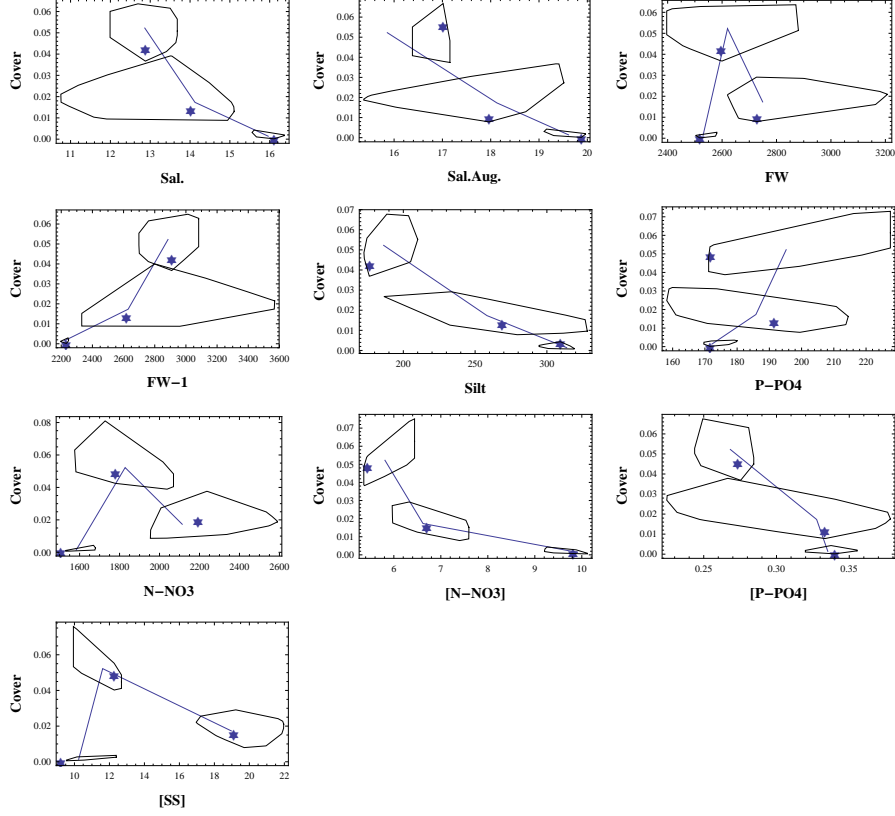 0.06
0.05
0.04
0.03
0.02
0.01
0.00
Cover
11 12 13 14 15 16
Sal.
0.06
0.05
0.04
0.03
0.02
0.01
0.00
Cover
16 17 18 19 20
Sal.Aug.
0.06
0.05
0.04
0.03
0.02
0.01
0.00
Cover
2400 2600 2800 3000 3200
FW
0.06
0.05
0.04
0.03
0.02
0.01
0.00
Cover
2200 2400 2600 2800 3000 3200 3400 3600
FW−1
0.07
0.06
0.05
0.04
0.03
0.02
0.01
0.00
Cover
200 250 300
Silt
0.07
0.06
0.05
0.04
0.03
0.02
0.01
0.00
Cover
160 170 180 190 200 210 220
P−PO4
0.08
0.06
0.04
0.02
0.00
Cover
1600 1800 2000 2200 2400 2600
N−NO3
0.07
0.06
0.05
0.04
0.03
0.02
0.01
0.00
Cover
6 7 8 9 10
[N−NO3]
0.06
0.05
0.04
0.03
0.02
0.01
0.00
Cover
0.25 0.30 0.35
[P−PO4]
0.06
0.04
0.02
0.00
Cover
10 12 14 16 18 20 22
[SS]